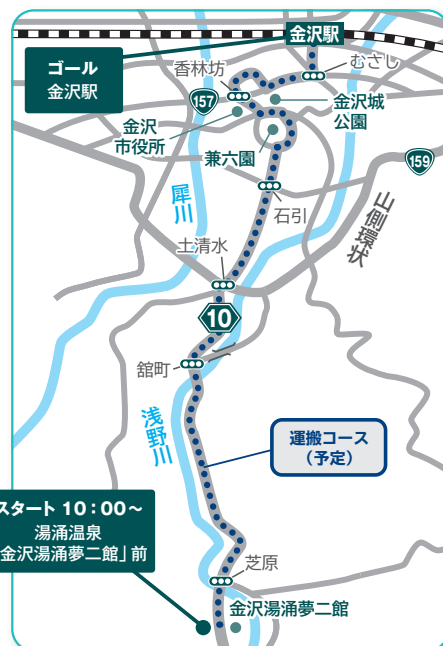 金沢駅
ゴール
金沢駅
香林坊
むさし
157
金沢城
公園
金沢
市役所
兼六園
159
石引
犀川
山側環状
土清水
10
舘町
浅野川
運搬コース
(予定)
スタート 10:00～
湯涌温泉
金沢湯涌夢二館」前
芝原
金沢湯涌夢二館